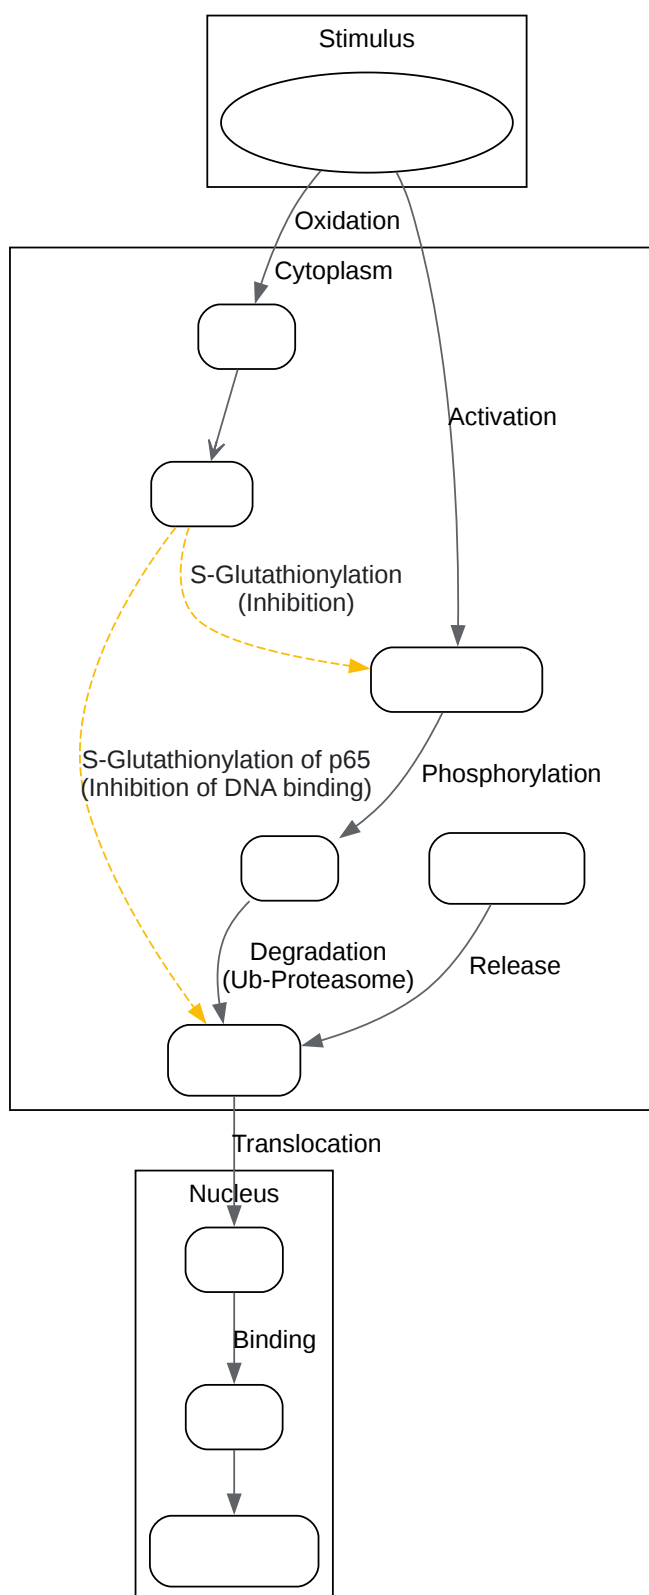 Stimulus
Oxidation
Cytoplasm
Activation
S-Glutathionylation
(Inhibition)
S-Glutathionylation of p65
(Inhibition of DNA binding)
Phosphorylation
Degradation
(Ub-Proteasome)
Release
Translocation
Nucleus
Binding